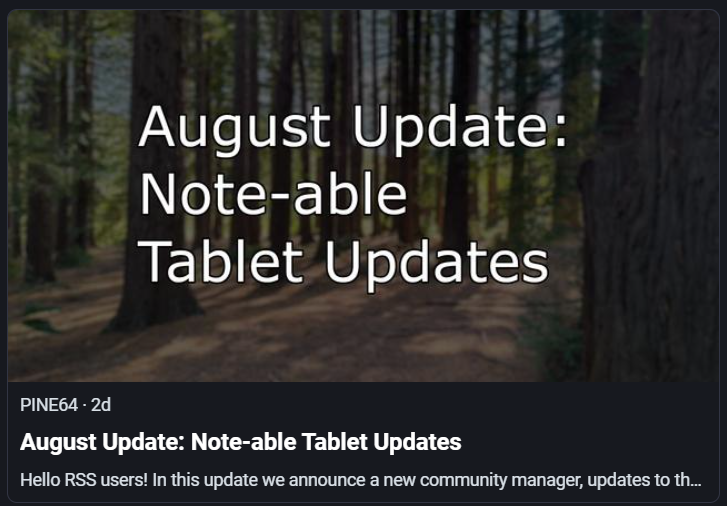 August Update:
Note-able
Tablet Updates
PINE64 · 2d
August Update: Note-able Tablet Updates
Hello RSS users! In this update we announce a new community manager, updates to th...